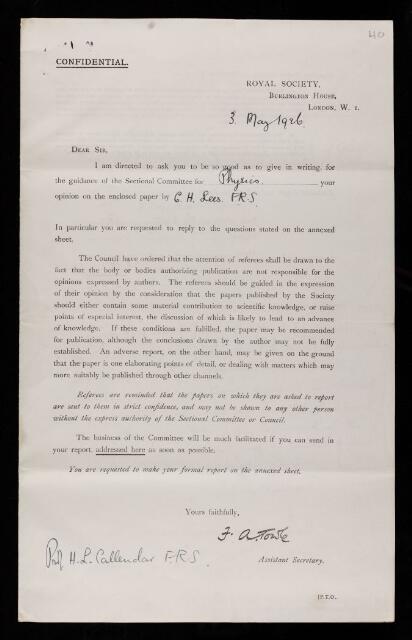 40
CONFIDENTIAL.
ROYAL SOCIETY,
BURLINGTON HOUSE,
LONDON, W. 1.
3. May 1926.
DEAR SIR,
I am directed to ask you to be so good as to give in writing, for
the guidance of the Sectional Committee for Physics your
opinion on the enclosed paper by C. H. Lees. F.R.S.
In particular you are requested to reply to the questions stated on the annexed
sheet.
The Council have ordered that the attention of referees shall be drawn to the
fact that the body or bodies authorizing publication are not responsible for the
opinions expressed by authors. The referees should be guided in the expression
of their opinion by the consideration that the papers published by the Society
should either contain some material contribution to scientific knowledge, or raise
points of especial interest, the discussion of which is likely to lead to an advance
of knowledge. If these conditions are fulfilled, the paper may be recommended
for publication, although the conclusions drawn by the author may not be fully
established. An adverse report, on the other hand, may be given on the ground
that the paper is one elaborating points of detail, or dealing with matters which may
more suitably be published through other channels.
Referees are reminded that the papers on which they are asked to report
are sent to them in strict confidence, and may not be shown to any other person
without the express authority of the Sectional Committee or Council.
The business of the Committee will be much facilitated if you can send in
your report, addressed here as soon as possible.
You are requested to make your formal report on the annexed sheet.
Yours faithfully,
F. A. Towle
Assistant Secretary.
Prof. H. L. Callendar F.R.S.
[P.T.O.